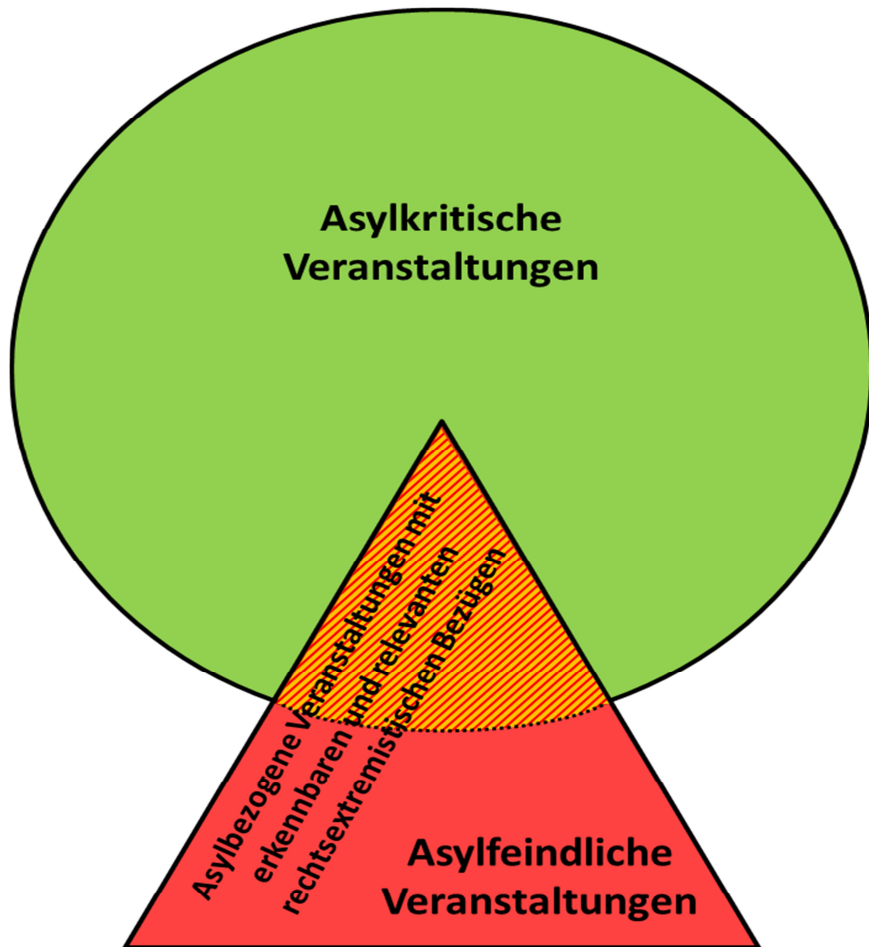 Asylkritische
Veranstaltungen
Asylbezogene Veranstaltungen mit
erkennbaren und relevanten
rechtsextremistischen Bezügen
Asylfeindliche
Veranstaltungen